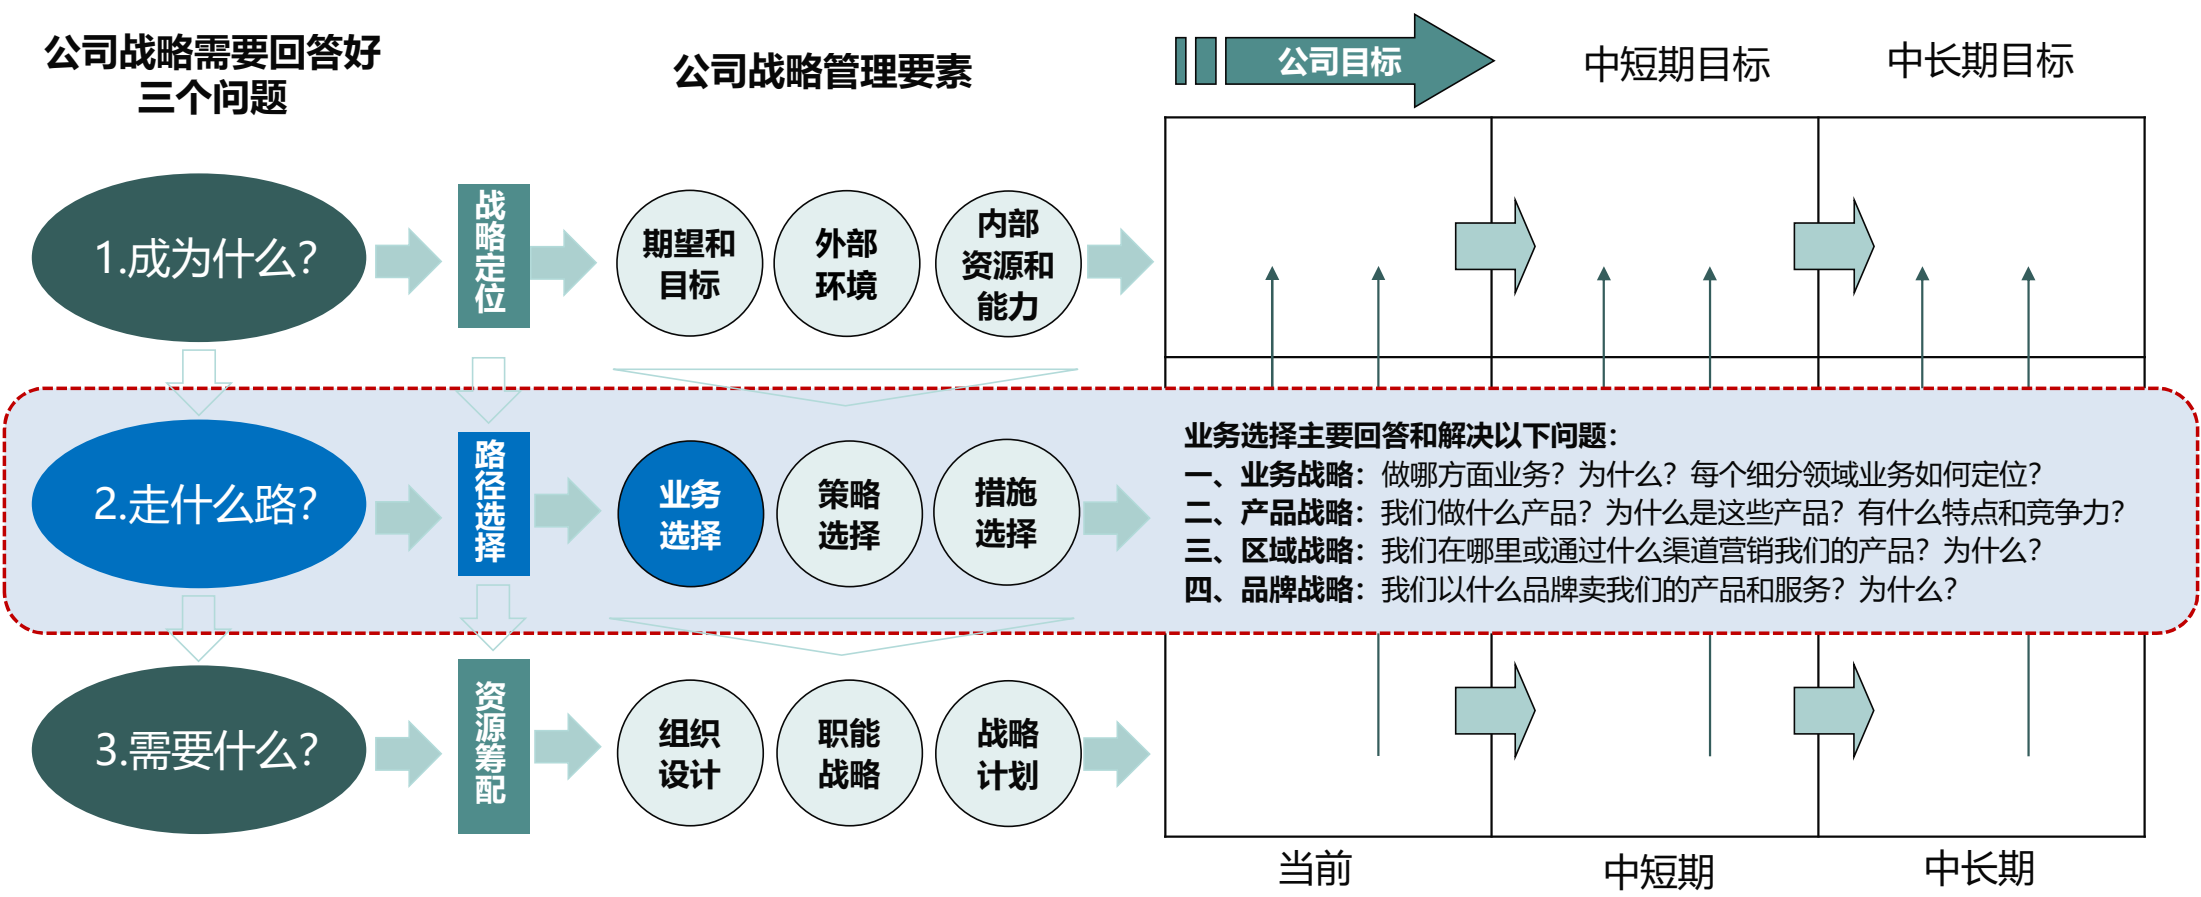 公司战略需要回答好
三个问题
公司战略管理要素
公司目标
中短期目标
中长期目标
1.成为什么？
战略定位
期望和
目标
外部
环境
内部
资源和
能力
2.走什么路？
路径选择
业务
选择
策略
选择
措施
选择
业务选择主要回答和解决以下问题：
一、业务战略：做哪方面业务？为什么？每个细分领域业务如何定位？
二、产品战略：我们做什么产品？为什么是这些产品？有什么特点和竞争力？
三、区域战略：我们在哪里或通过什么渠道营销我们的产品？为什么？
四、品牌战略：我们以什么品牌卖我们的产品和服务？为什么？
3.需要什么？
资源筹配
组织
设计
职能
战略
战略
计划
当前
中短期
中长期